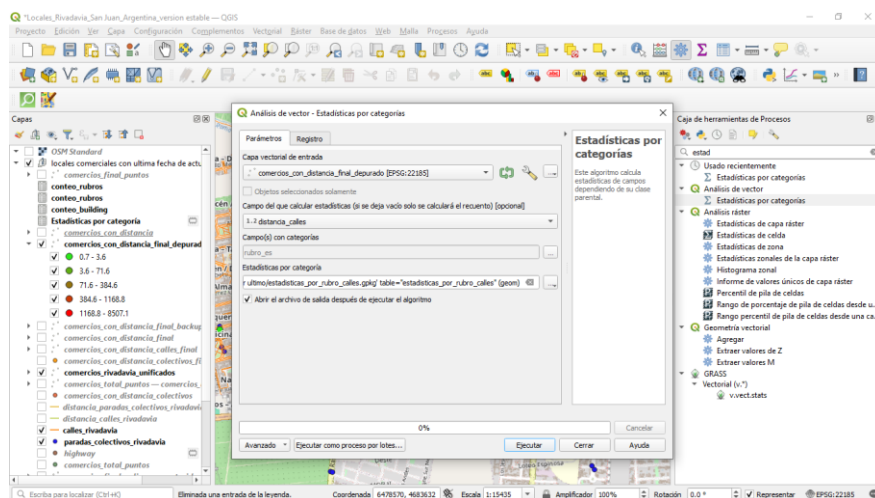 *Locales_Rivadavia_San Juan_Argentina_version estable — QGIS
Proyecto Edición Ver Capa Configuración Complementos Vectorial Ráster Base de datos Web Malla Procesos Ayuda
Capas
OSM Standard
locales comerciales con ultima fecha de actu
comercios_final_puntos
conteo_rubros
conteo_rubros
conteo_building
Estadísticas por categoría
comercios_con_distancia
comercios_con_distancia_final_depurad
0.7 - 3.6
3.6 - 71.6
71.6 - 384.6
384.6 - 1168.8
1168.8 - 8507.1
comercios_con_distancia_final_backup
comercios_con_distancia_final
comercios_con_distancia_calles_final
comercios_con_distancia_colectivos_fi
comercios_rivadavia_unificados
comercios_total_puntos — comercios_
comercios_con_distancia_colectivos
distancia_paradas_colectivos_rivadavi
distancia_calles_rivadavia
calles_rivadavia
paradas_colectivos_rivadavia
highway
comercios_total_puntos
Análisis de vector - Estadísticas por categorías
Parámetros Registro
Capa vectorial de entrada
comercios_con_distancia_final_depurado [EPSG:22185]
Objetos seleccionados solamente
Campo del que calcular estadísticas (si se deja vacío solo se calculará el recuento) [opcional]
1.2 distancia_calles
Campo(s) con categorías
rubro_es
Estadísticas por categoría
r ultimo/estadisticas_por_rubro_calles.gpkg' table="estadisticas_por_rubro_calles" (geom)
Abrir el archivo de salida después de ejecutar el algoritmo
0%
Cancelar
Avanzado Ejecutar como proceso por lotes... Ejecutar Cerrar Ayuda
Estadísticas por
categorías
Este algoritmo calcula
estadísticas de campos
dependiendo de su clase
parental.
Caja de herramientas de Procesos
estad
Usado recientemente
Estadísticas por categorías
Análisis de vector
Estadísticas por categorías
Análisis ráster
Estadísticas de capa ráster
Estadísticas de celda
Estadísticas de zona
Estadísticas zonales de la capa ráster
Histograma zonal
Informe de valores únicos de capa ráster
Percentil de pila de celdas
Rango de porcentaje de pila de celdas desde u.
Rango percentil de pila de celdas desde una ca.
Geometría vectorial
Agregar
Extraer valores de Z
Extraer valores M
GRASS
Vectorial (v.*)
v.vect.stats
Escriba para localizar (Ctrl+K) Eliminada una entrada de la leyenda. Coordenada 6478570, 4683632 Escala 1:15435 Amplificador 100% Rotación 0.0 ° Representar EPSG:22185